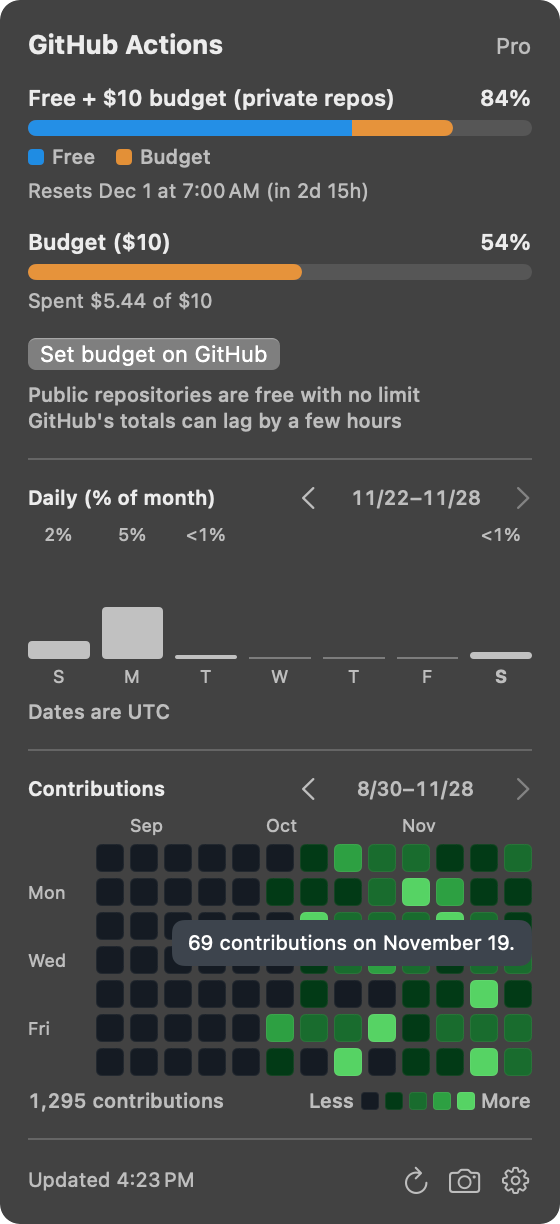 GitHub Actions Pro
Free + $10 budget (private repos) 84%
Free Budget
Resets Dec 1 at 7:00 AM (in 2d 15h)
Budget ($10) 54%
Spent $5.44 of $10
Set budget on GitHub
Public repositories are free with no limit
GitHub's totals can lag by a few hours
Daily (% of month) 11/22–11/28
2% 5% <1% <1%
S M T W T F S
Dates are UTC
Contributions 8/30–11/28
Sep Oct Nov
Mon
69 contributions on November 19.
Wed
Fri
1,295 contributions Less More
Updated 4:23 PM